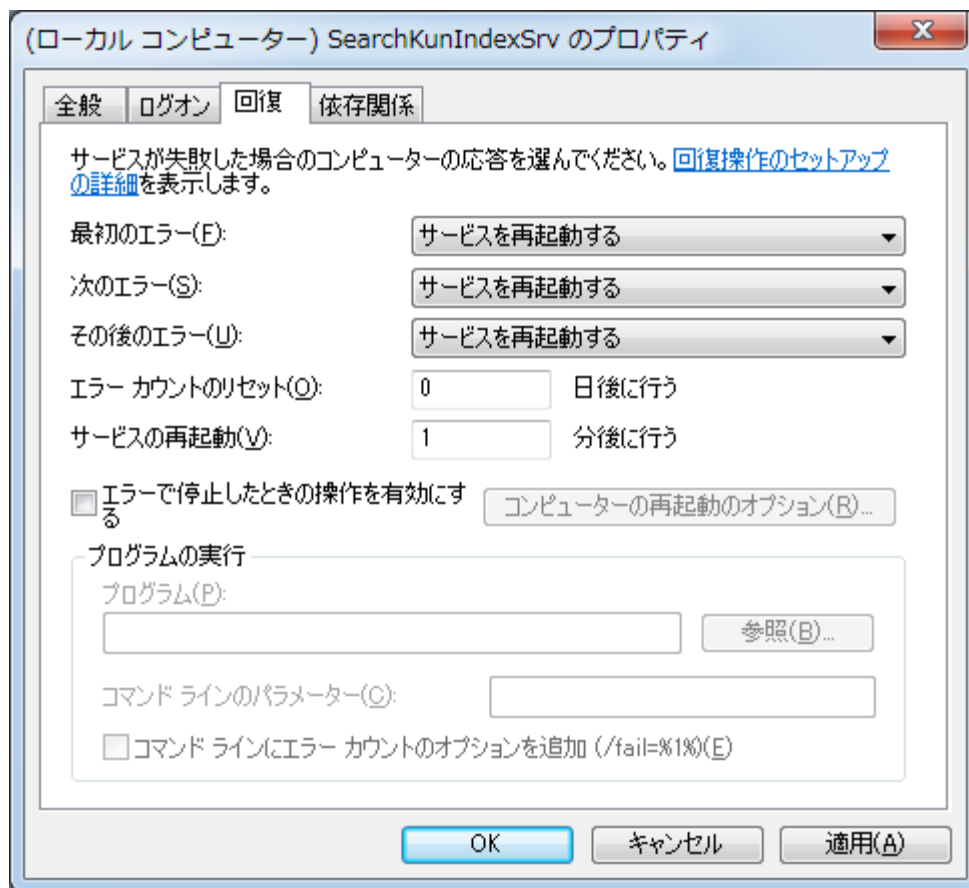 (ローカル コンピューター) SearchKunIndexSrv のプロパティ
全般 ログオン 回復 依存関係
サービスが失敗した場合のコンピューターの応答を選んでください。回復操作のセットアップ
の詳細を表示します。
最初のエラー(F): サービスを再起動する
次のエラー(S): サービスを再起動する
その後のエラー(U): サービスを再起動する
エラー カウントのリセット(O): 0 日後に行う
サービスの再起動(V): 1 分後に行う
エラーで停止したときの操作を有効にす
る
コンピューターの再起動のオプション(R)...
プログラムの実行
プログラム(P):
参照(B)...
コマンド ラインのパラメーター(C):
コマンド ラインにエラー カウントのオプションを追加 (/fail=%1%)(E)
OK キャンセル 適用(A)